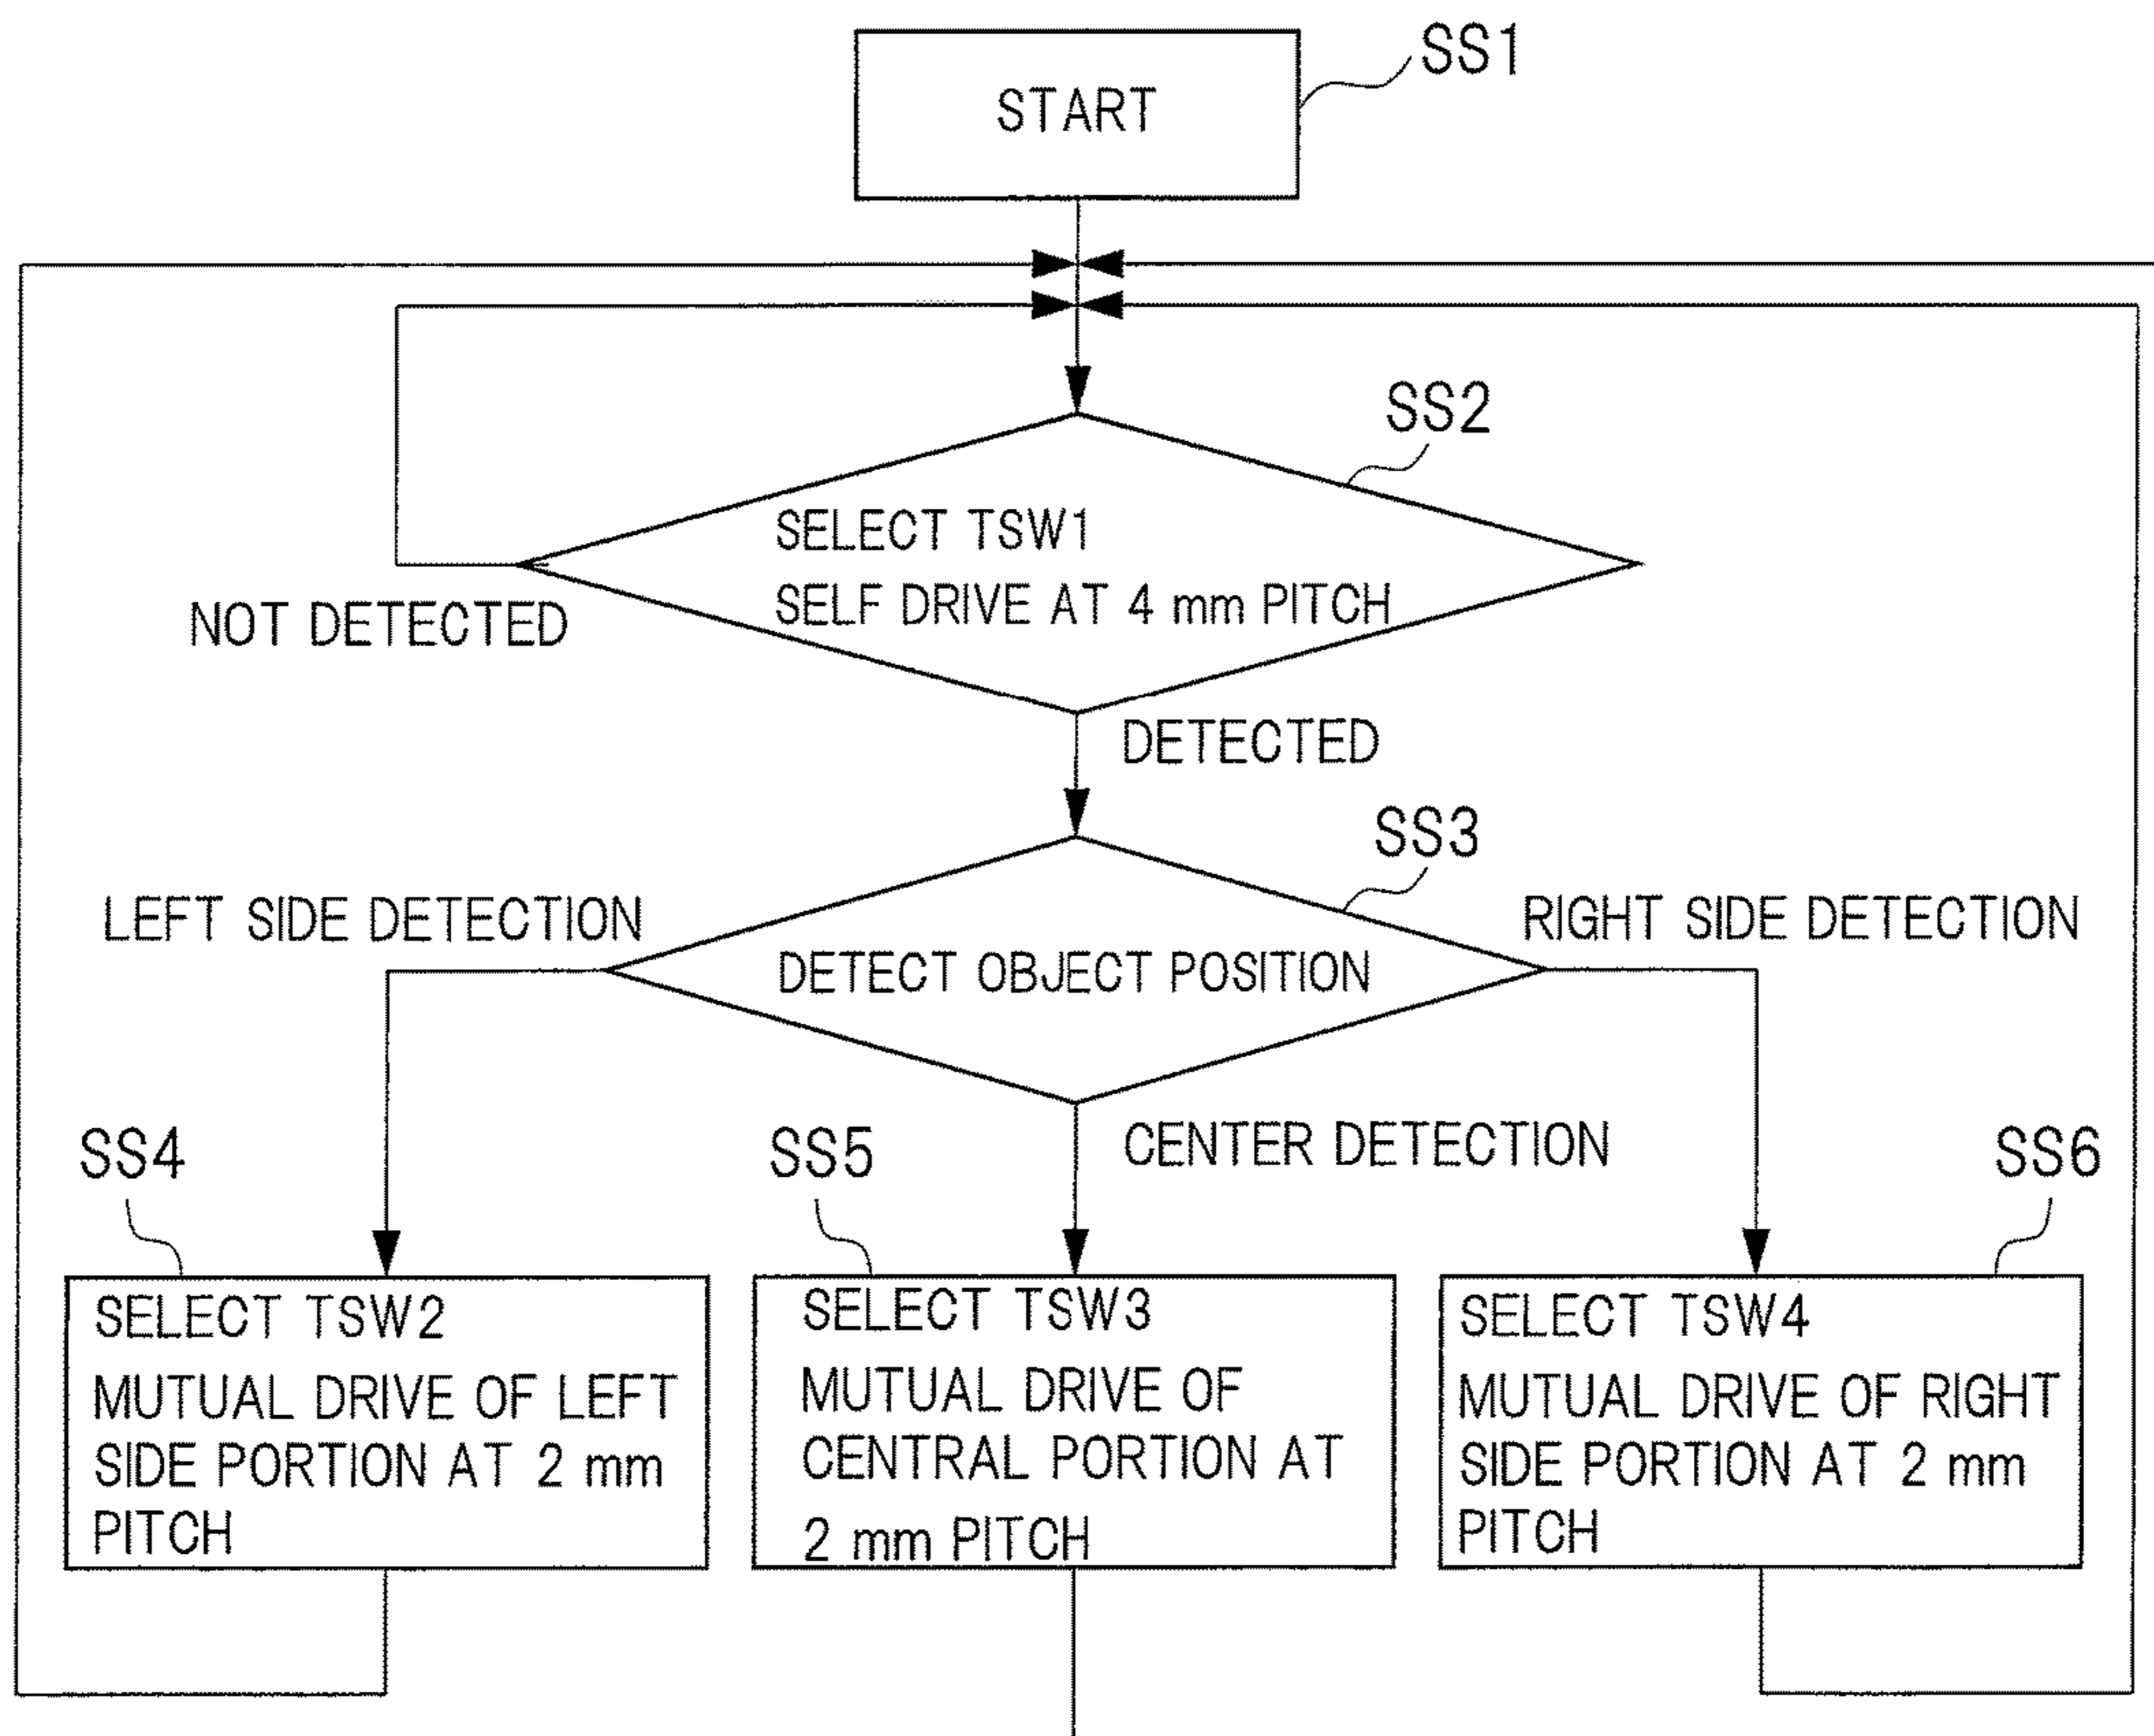 START
SS1
SS2
SELECT TSW1
SELF DRIVE AT 4 mm PITCH
NOT DETECTED
DETECTED
SS3
LEFT SIDE DETECTION
RIGHT SIDE DETECTION
DETECT OBJECT POSITION
CENTER DETECTION
SS4
SELECT TSW2
MUTUAL DRIVE OF LEFT
SIDE PORTION AT 2 mm
PITCH
SS5
SELECT TSW3
MUTUAL DRIVE OF
CENTRAL PORTION AT
2 mm PITCH
SS6
SELECT TSW4
MUTUAL DRIVE OF RIGHT
SIDE PORTION AT 2 mm
PITCH